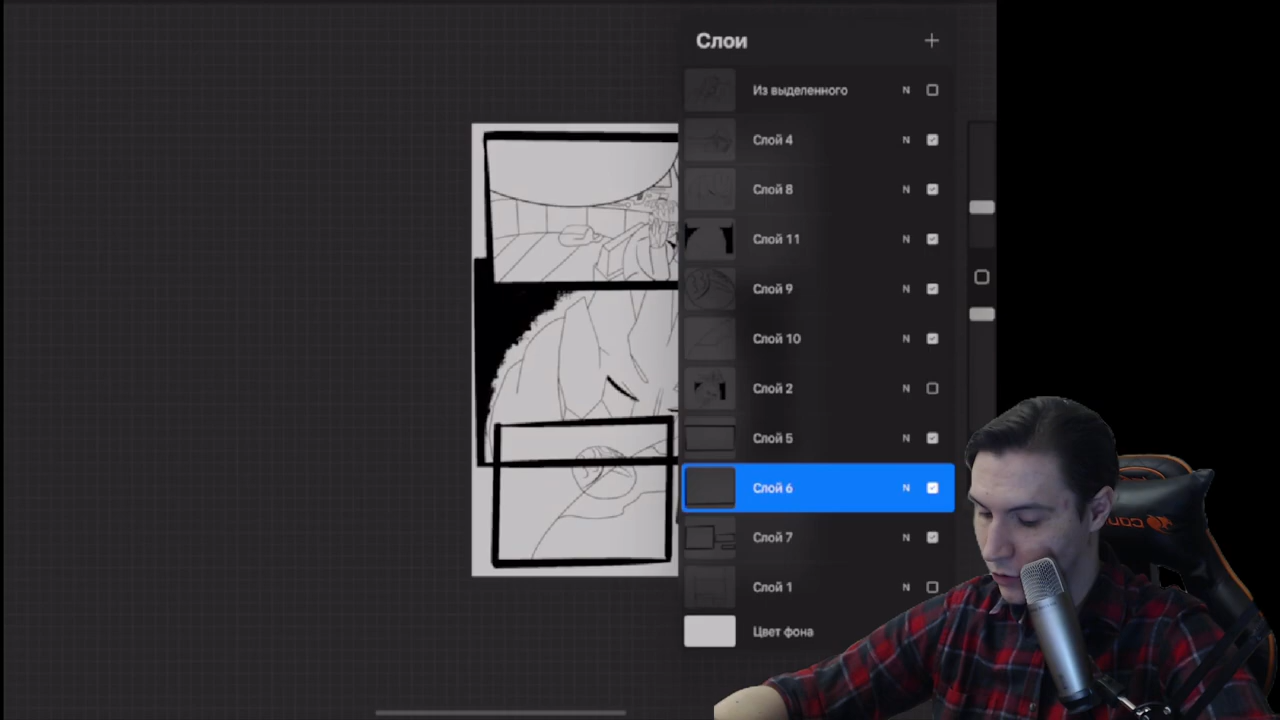 Слои +
Из выделенного N
Слой 4 N
Слой 8 N
Слой 11 N
Слой 9 N
Слой 10 N
Слой 2 N
Слой 5 N
Слой 6 N
Слой 7 N
Слой 1
Цвет фона